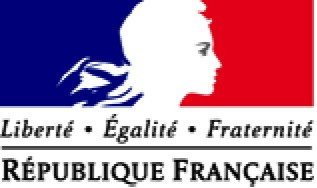 Liberté • Égalité • Fraternité
RÉPUBLIQUE FRANÇAISE